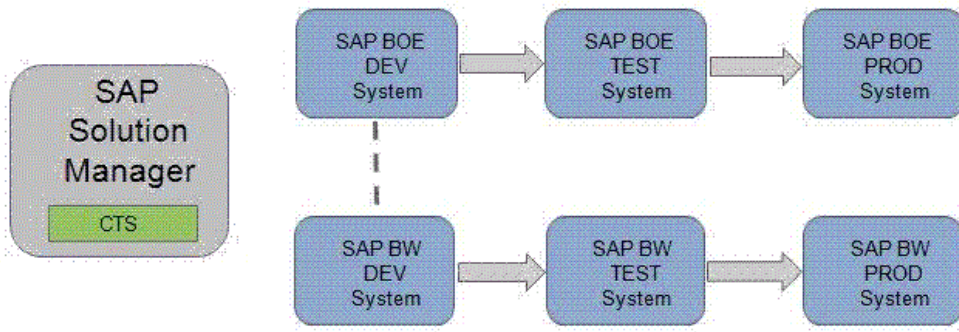 SAP
Solution
Manager
CTS
SAP BOE
DEV
System
SAP BOE
TEST
System
SAP BOE
PROD
System
SAP BW
DEV
System
SAP BW
TEST
System
SAP BW
PROD
System